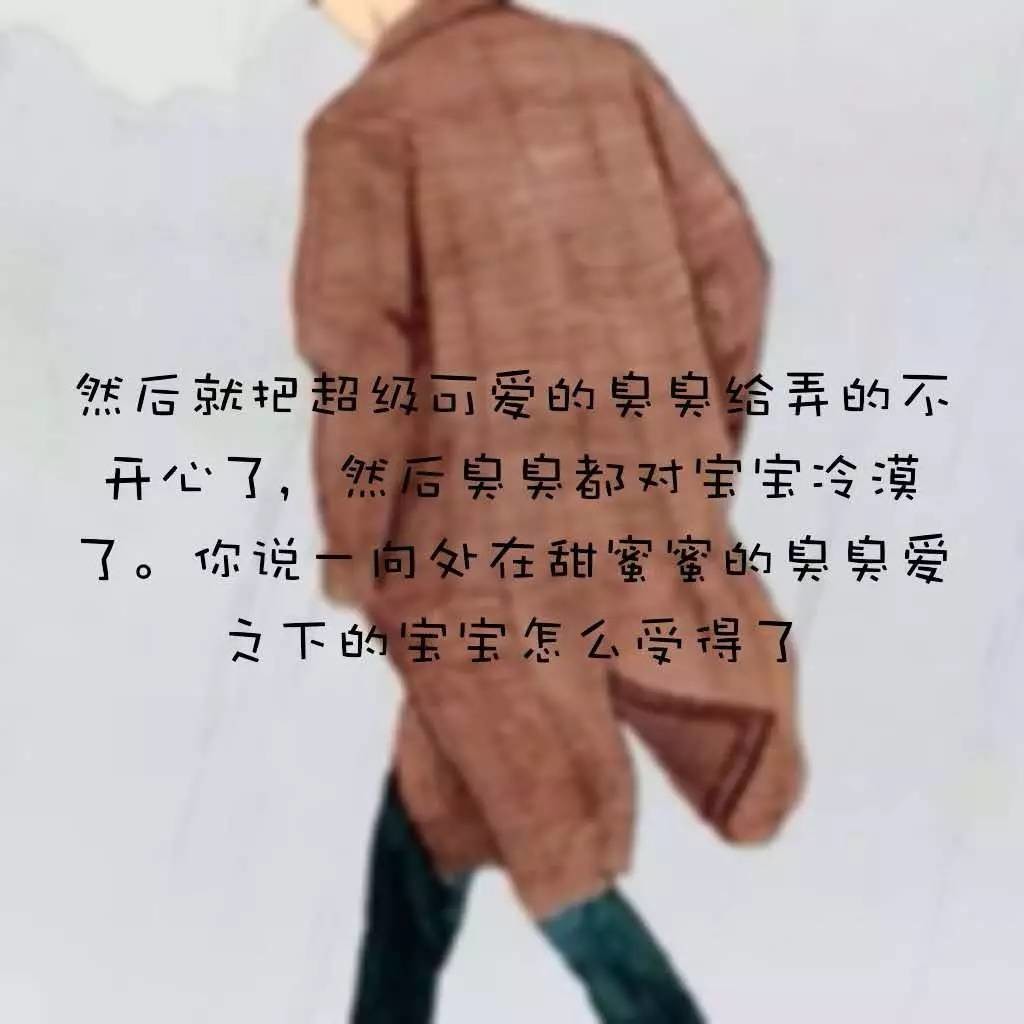 然后就把超级可爱的臭臭给弄的不
开心了，然后臭臭都对宝宝冷漠
了。你说一向处在甜蜜蜜的臭臭爱
之下的宝宝怎么受得了